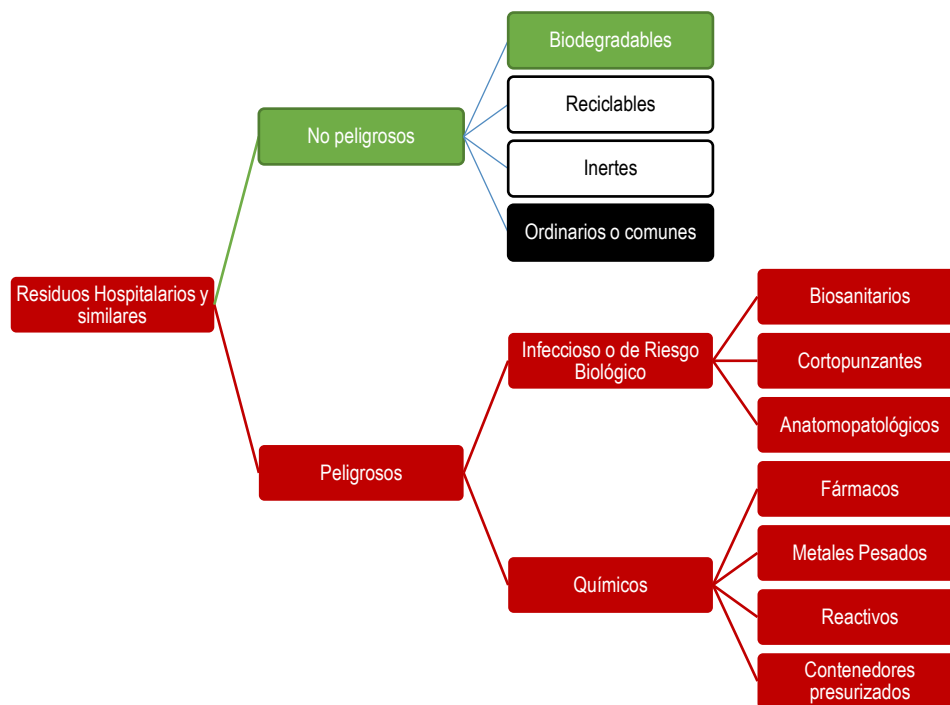 Biodegradables
Reciclables
No peligrosos
Inertes
Ordinarios o comunes
Residuos Hospitalarios y
similares
Biosanitarios
Infeccioso o de Riesgo
Biológico
Cortopunzantes
Anatomopatológicos
Peligrosos
Fármacos
Metales Pesados
Químicos
Reactivos
Contenedores
presurizados